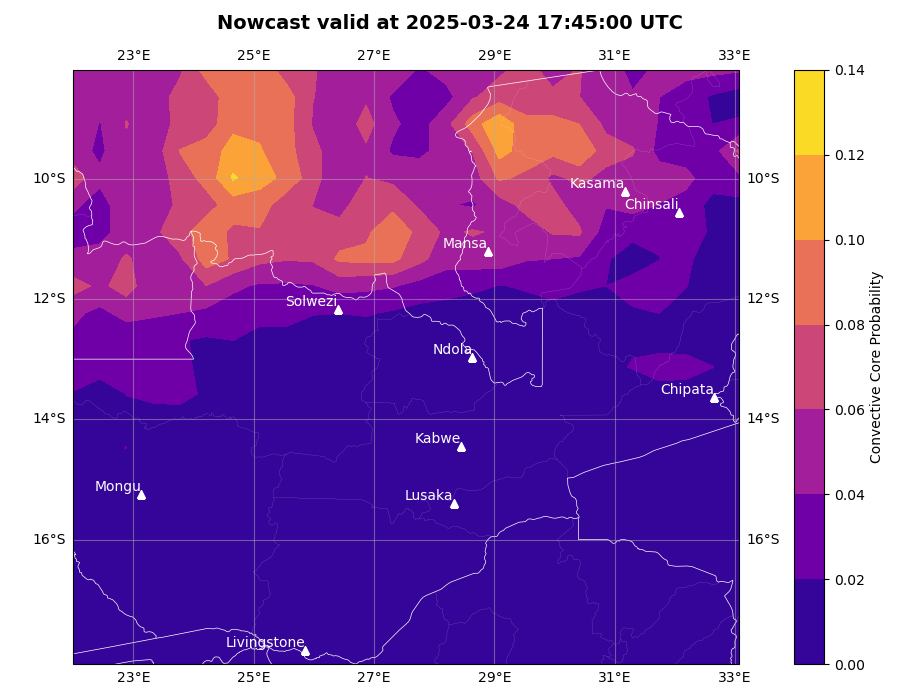 Nowcast valid at 2025-03-24 17:45:00 UTC
23°E 25°E 27°E 29°E 31°E 33°E
0.14
0.12
10°S 10°S
Kasama
Chinsali
0.10
Mansa
12°S 12°S
Solwezi
0.08
Ndola
Convective Core Probability
Chipata
0.06
14°S 14°S
Kabwe
Mongu
Lusaka
0.04
16°S 16°S
0.02
Livingstone
0.00
23°E 25°E 27°E 29°E 31°E 33°E